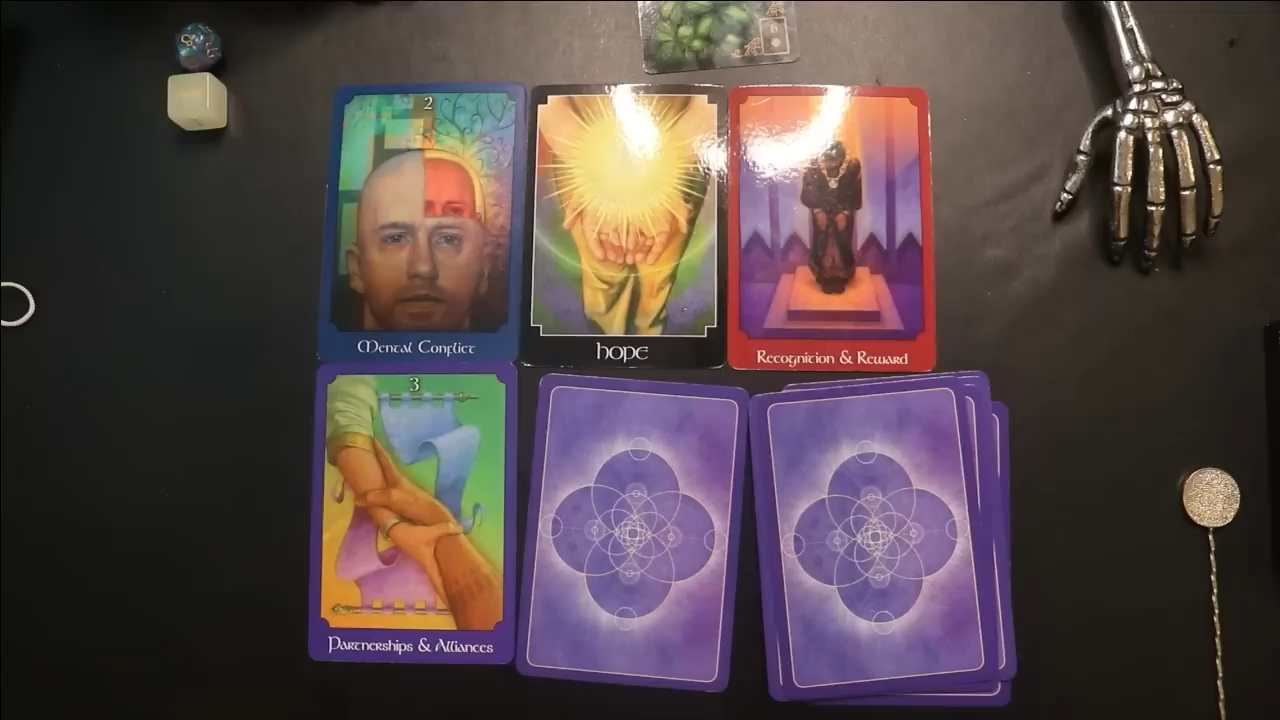 2
Mental Conflict
hope
Recognition & Reward
3
Partnerships & Alliances